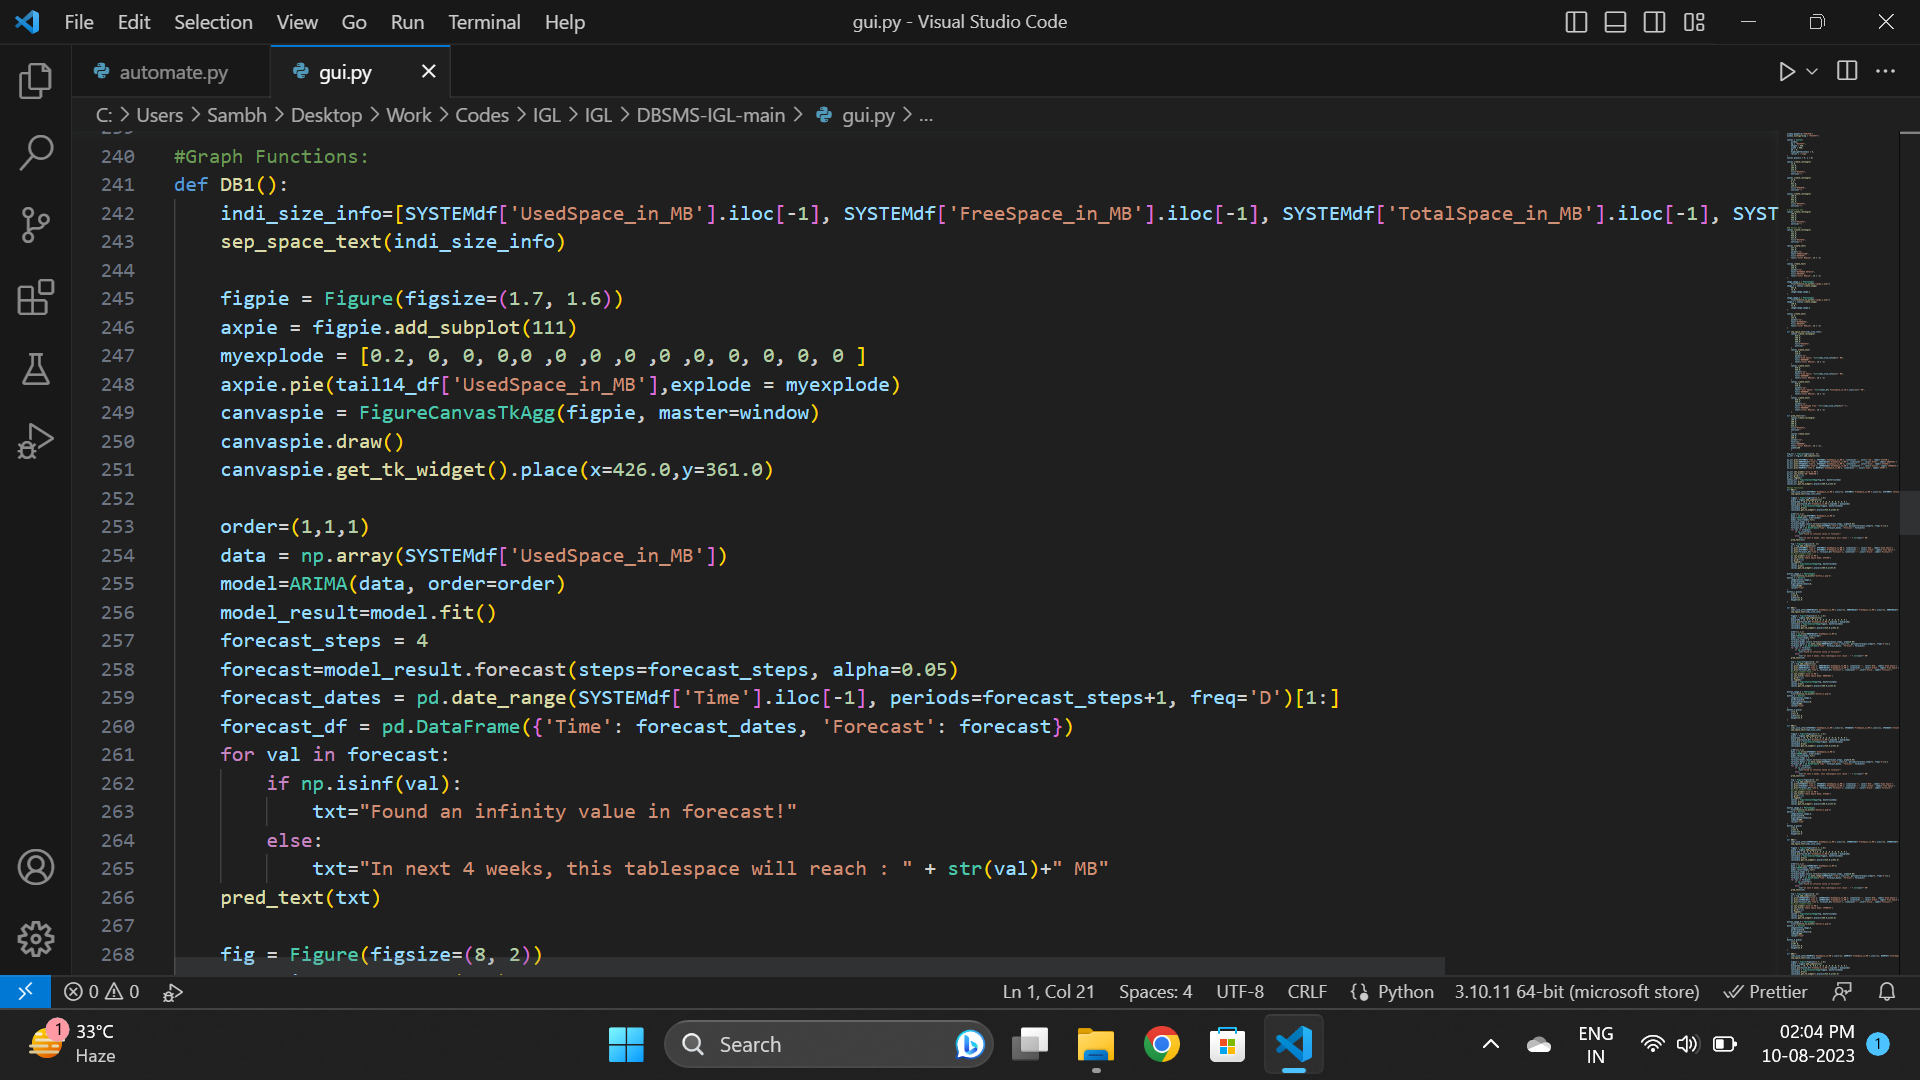 File Edit Selection View Go Run Terminal Help
gui.py - Visual Studio Code
automate.py
gui.py
C: > Users > Sambh > Desktop > Work > Codes > IGL > IGL > DBSMS-IGL-main > gui.py > ...
240 #Graph Functions:
241 def DB1():
242 indi_size_info=[SYSTEMdf['UsedSpace_in_MB'].iloc[-1], SYSTEMdf['FreeSpace_in_MB'].iloc[-1], SYSTEMdf['TotalSpace_in_MB'].iloc[-1], SYST
243 sep_space_text(indi_size_info)
244
245 figpie = Figure(figsize=(1.7, 1.6))
246 axpie = figpie.add_subplot(111)
247 myexplode = [0.2, 0, 0, 0,0 ,0 ,0 ,0 ,0 ,0, 0, 0, 0, 0 ]
248 axpie.pie(tail14_df['UsedSpace_in_MB'],explode = myexplode)
249 canvaspie = FigureCanvasTkAgg(figpie, master=window)
250 canvaspie.draw()
251 canvaspie.get_tk_widget().place(x=426.0,y=361.0)
252
253 order=(1,1,1)
254 data = np.array(SYSTEMdf['UsedSpace_in_MB'])
255 model=ARIMA(data, order=order)
256 model_result=model.fit()
257 forecast_steps = 4
258 forecast=model_result.forecast(steps=forecast_steps, alpha=0.05)
259 forecast_dates = pd.date_range(SYSTEMdf['Time'].iloc[-1], periods=forecast_steps+1, freq='D')[1:]
260 forecast_df = pd.DataFrame({'Time': forecast_dates, 'Forecast': forecast})
261 for val in forecast:
262 if np.isinf(val):
263 txt="Found an infinity value in forecast!"
264 else:
265 txt="In next 4 weeks, this tablespace will reach : " + str(val)+" MB"
266 pred_text(txt)
267
268 fig = Figure(figsize=(8, 2))
0 0
Ln 1, Col 21 Spaces: 4 UTF-8 CRLF Python 3.10.11 64-bit (microsoft store) Prettier
1
33°C
Haze
Search
ENG
IN
02:04 PM
10-08-2023
1